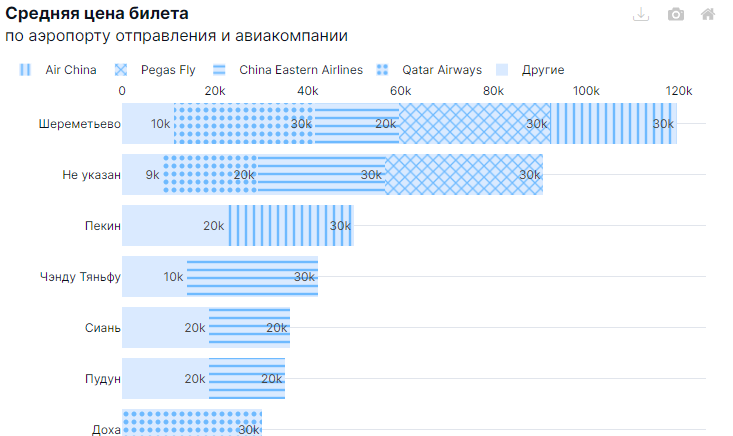 Средняя цена билета
по аэропорту отправления и авиакомпании
Air China Pegas Fly China Eastern Airlines Qatar Airways Другие
0 20k 40k 60k 80k 100k 120k
Шереметьево 10k 30k 20k 30k 30k
Не указан 9k 20k 30k 30k
Пекин 20k 30k
Чэнду Тяньфу 10k 30k
Сиань 20k 20k
Пудун 20k 20k
Доха 30k